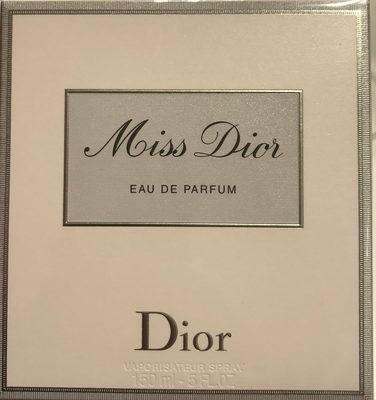 Miss Dior
EAU DE PARFUM
Dior
VAPORISATEUR SPRAY
150 ml - 5 FL.OZ.